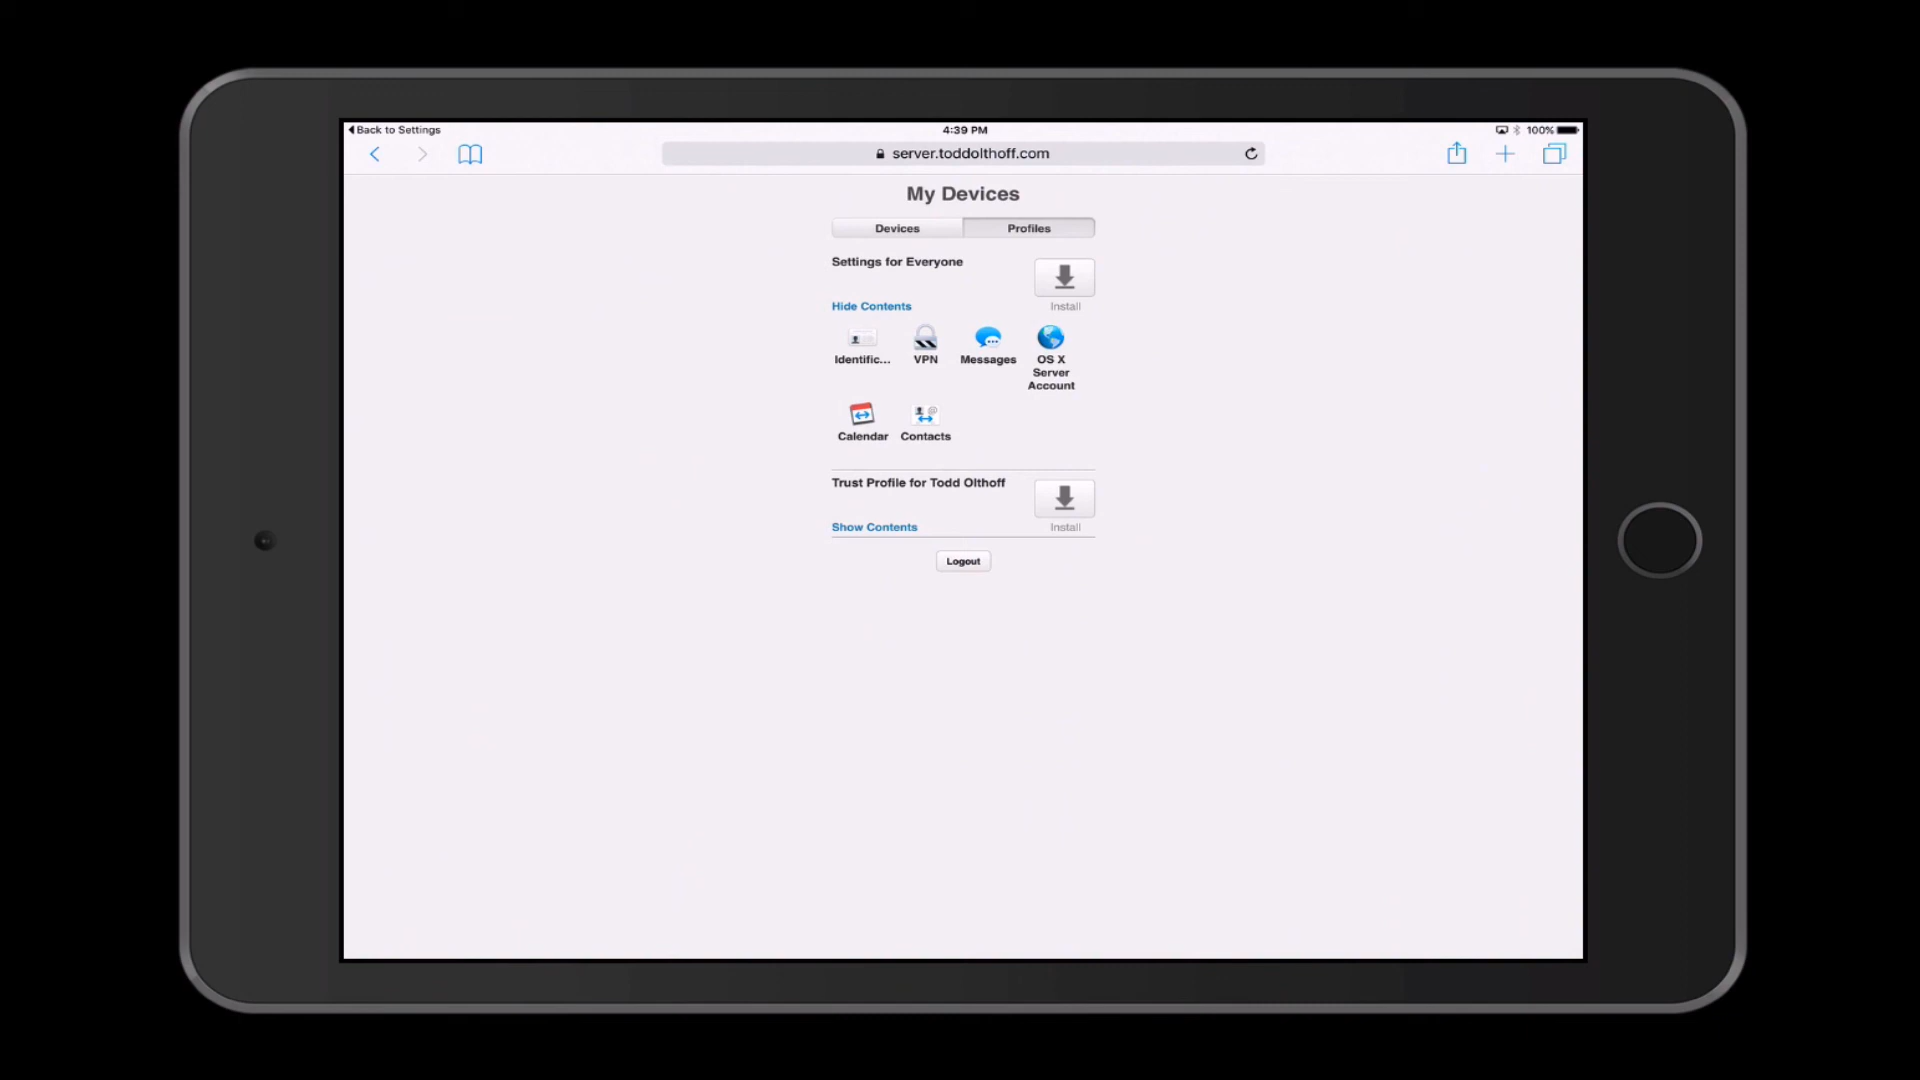 Back to Settings
4:39 PM
100%
server.toddolthoff.com
My Devices
Devices
Profiles
Settings for Everyone
Hide Contents
Install
Identific...
VPN
Messages
OS X
Server
Account
Calendar
Contacts
Trust Profile for Todd Olthoff
Show Contents
Install
Logout